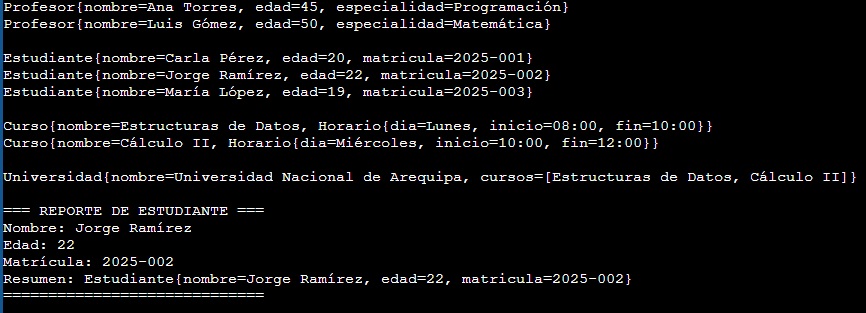 Profesor{nombre=Ana Torres, edad=45, especialidad=Programación}
Profesor{nombre=Luis Gómez, edad=50, especialidad=Matemática}

Estudiante{nombre=Carla Pérez, edad=20, matricula=2025-001}
Estudiante{nombre=Jorge Ramírez, edad=22, matricula=2025-002}
Estudiante{nombre=María López, edad=19, matricula=2025-003}

Curso{nombre=Estructuras de Datos, Horario{dia=Lunes, inicio=08:00, fin=10:00}}
Curso{nombre=Cálculo II, Horario{dia=Miércoles, inicio=10:00, fin=12:00}}

Universidad{nombre=Universidad Nacional de Arequipa, cursos=[Estructuras de Datos, Cálculo II]}

=== REPORTE DE ESTUDIANTE ===
Nombre: Jorge Ramírez
Edad: 22
Matrícula: 2025-002
Resumen: Estudiante{nombre=Jorge Ramírez, edad=22, matricula=2025-002}
=============================